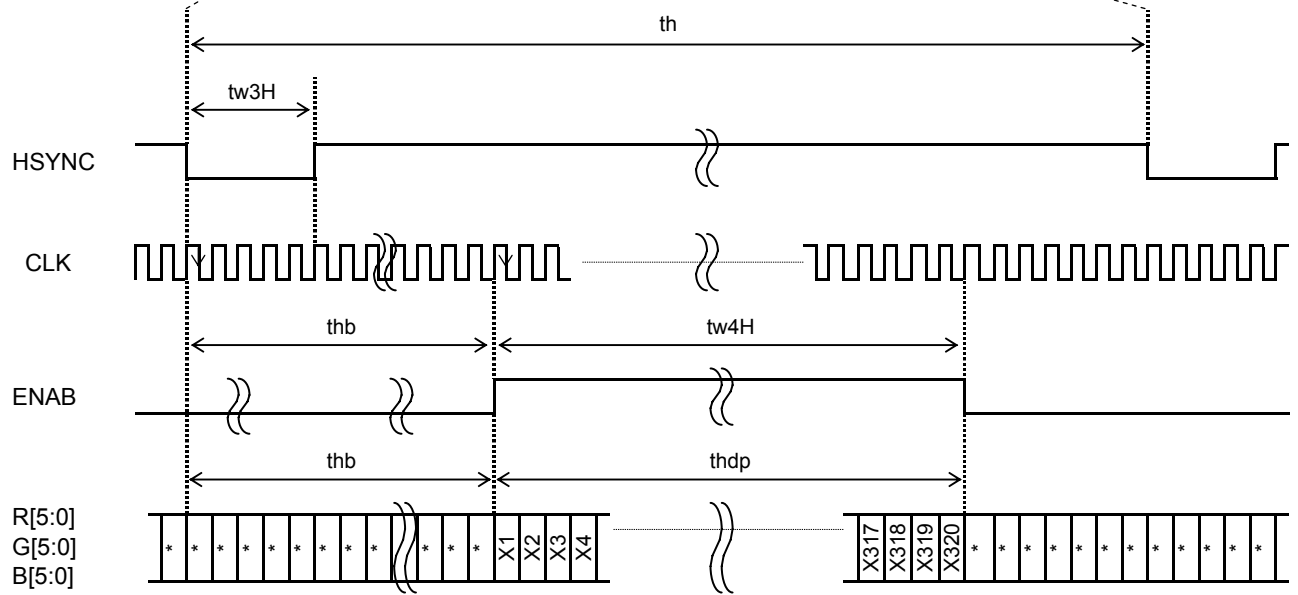 th
tw3H
HSYNC
CLK
thb tw4H
ENAB
thb thdp
R[5:0]
G[5:0] * * * * * * * * * * * * X1 X2 X3 X4 X317 X318 X319 X320 * * * * * * * * * * * *
B[5:0]